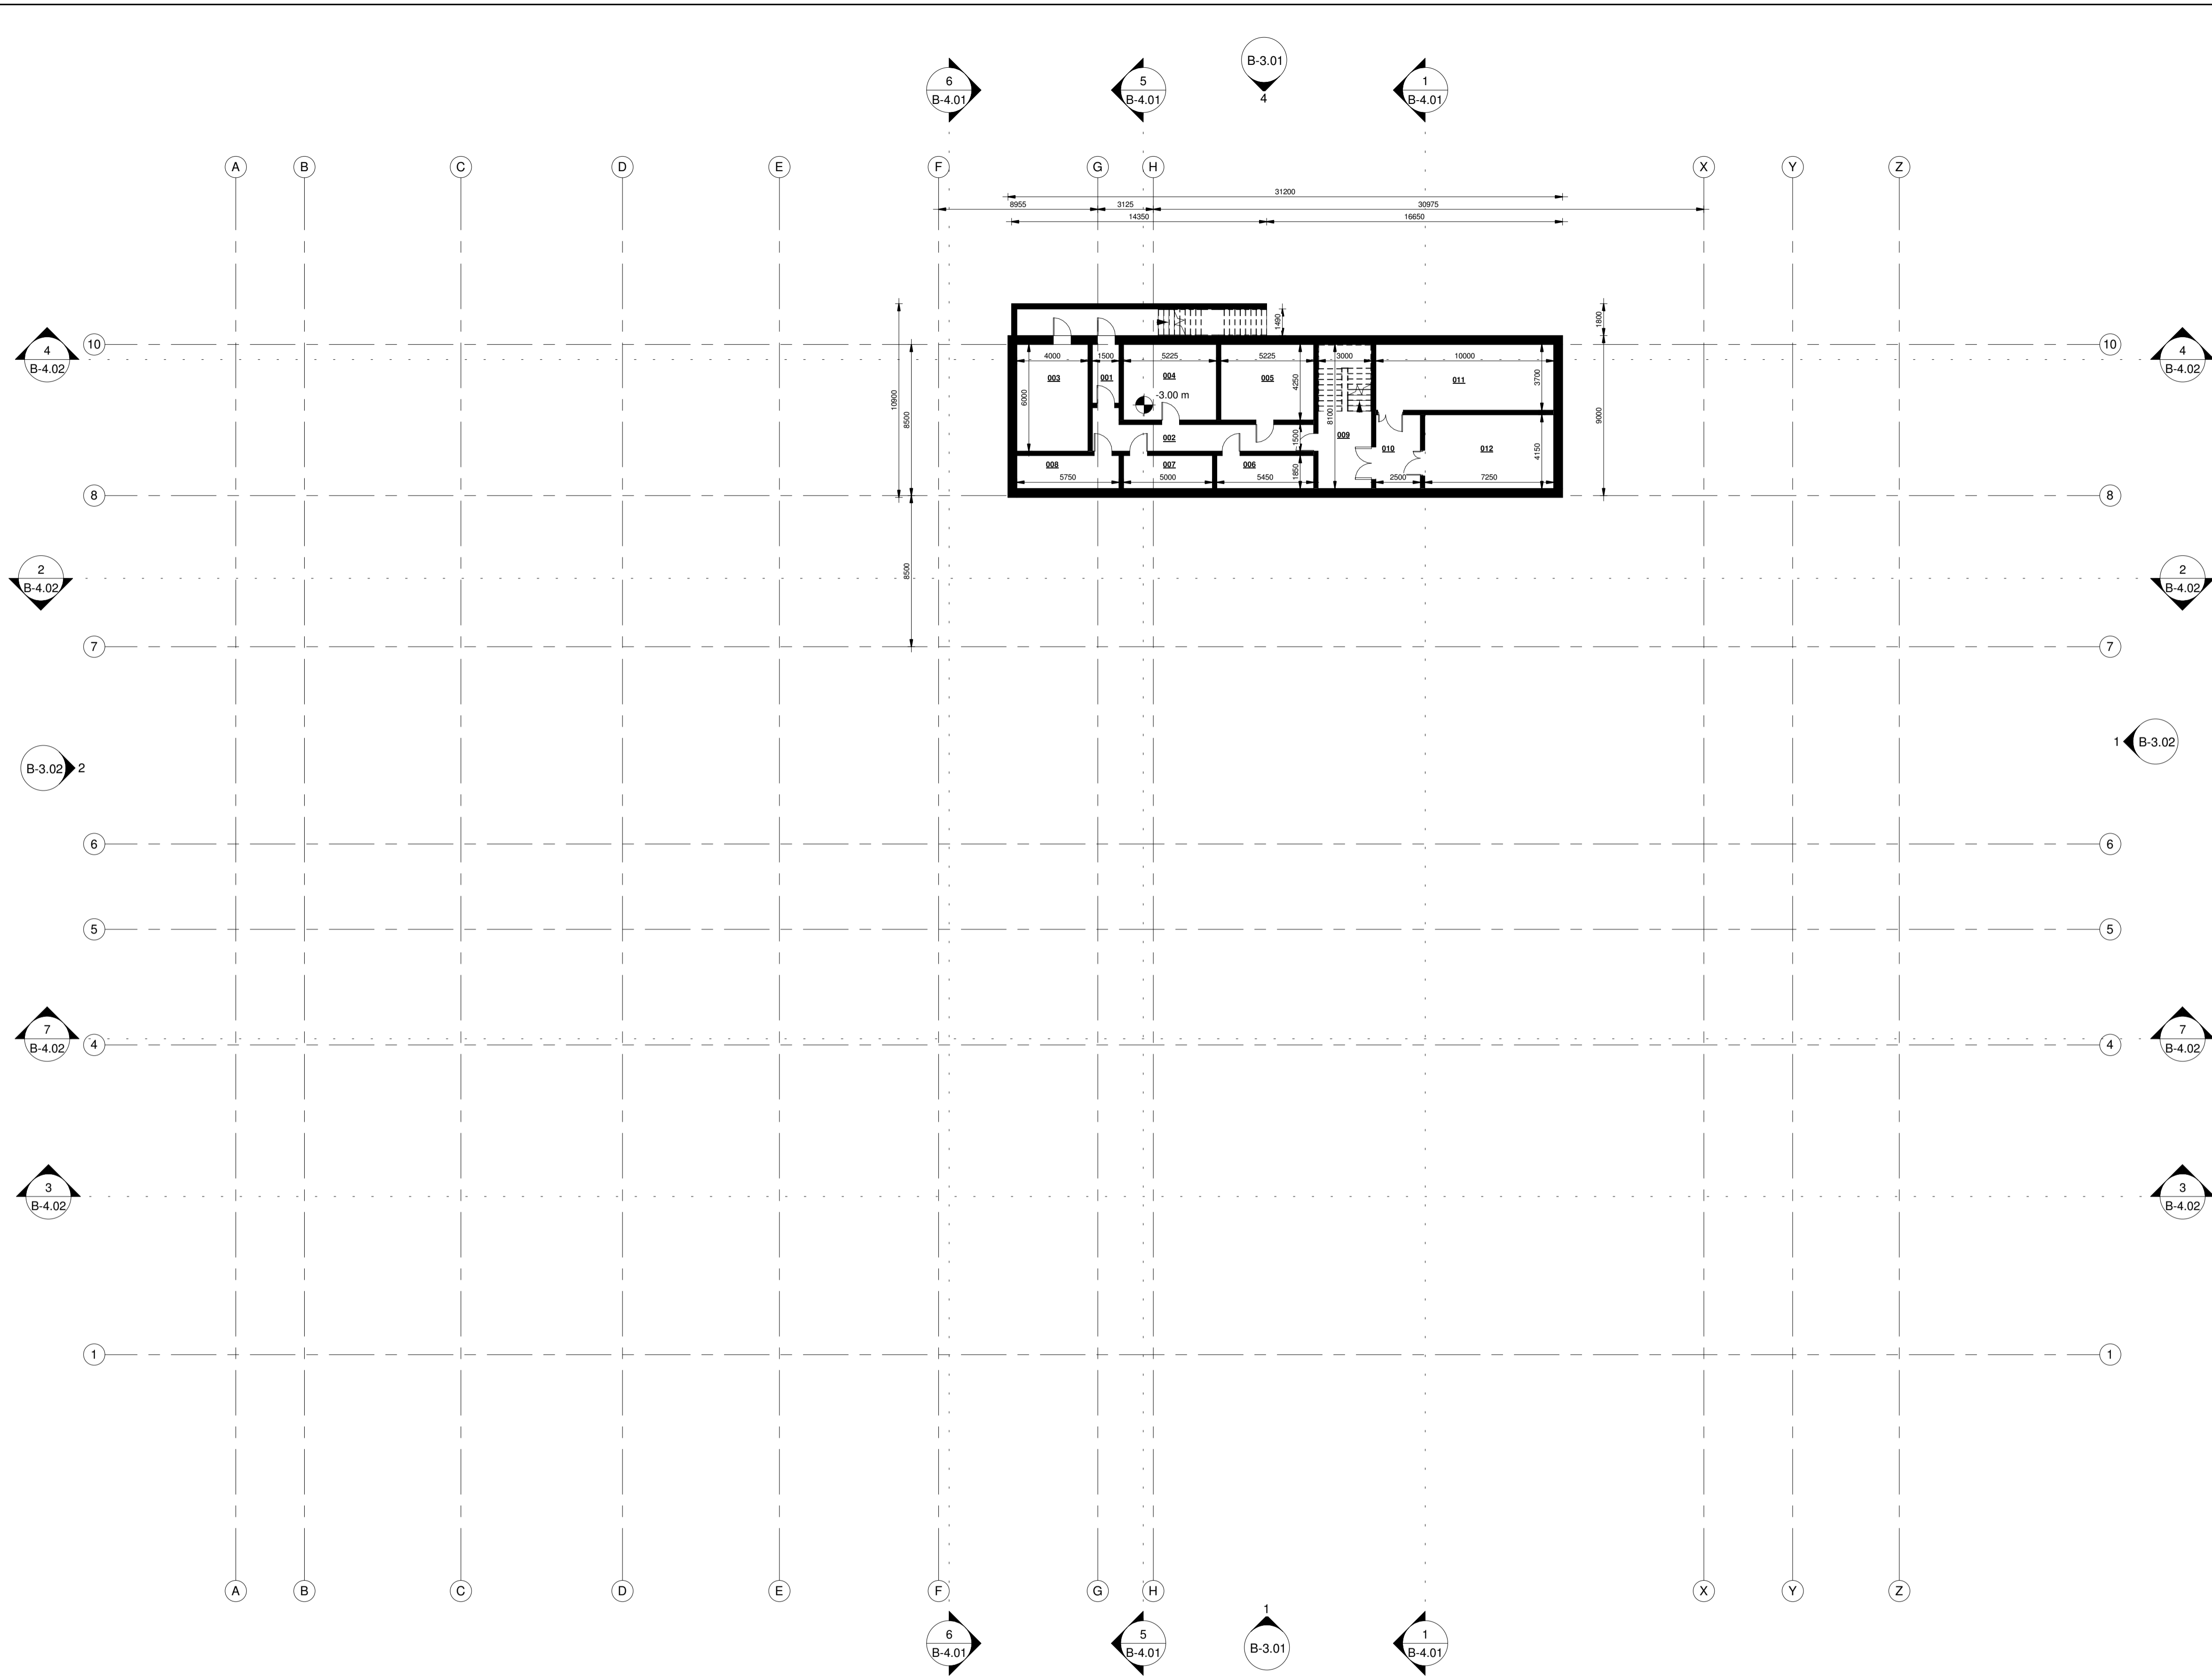 B-3.01
6
5
1
B-4.01
B-4.01
B-4.01
4
A
B
C
D
E
F
G
H
X
Y
Z
31200
8955
3125
30975
14350
16650
1490
1800
10
10
4
B-4.02
4
B-4.02
4000
1500
5225
5225
3000
10000
003
001
004
005
011
3700
-3.00 m
6000
4250
10900
8500
8100
9000
002
1500
009
010
012
4150
008
007
006
1850
5750
5000
5450
2500
7250
8
8
2
B-4.02
8500
2
B-4.02
7
7
B-3.02
2
1
B-3.02
6
6
5
5
7
B-4.02
4
4
7
B-4.02
3
B-4.02
3
B-4.02
1
1
A
B
C
D
E
F
G
H
X
Y
Z
1
6
5
1
B-4.01
B-4.01
B-3.01
B-4.01